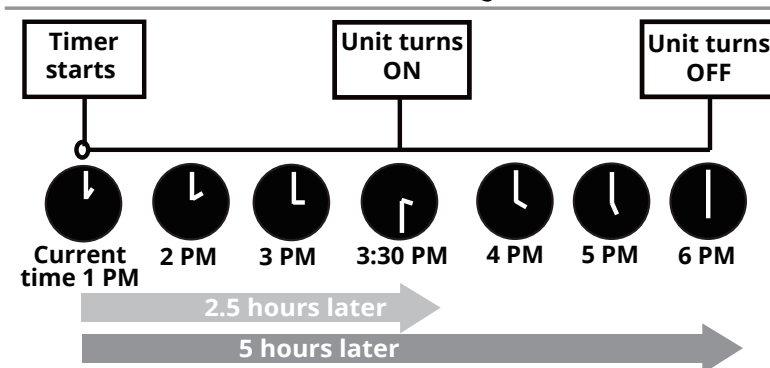 Timer
starts
Unit turns
ON
Unit turns
OFF
Current
time 1 PM
2 PM
3 PM
3:30 PM
4 PM
5 PM
6 PM
2.5 hours later
5 hours later